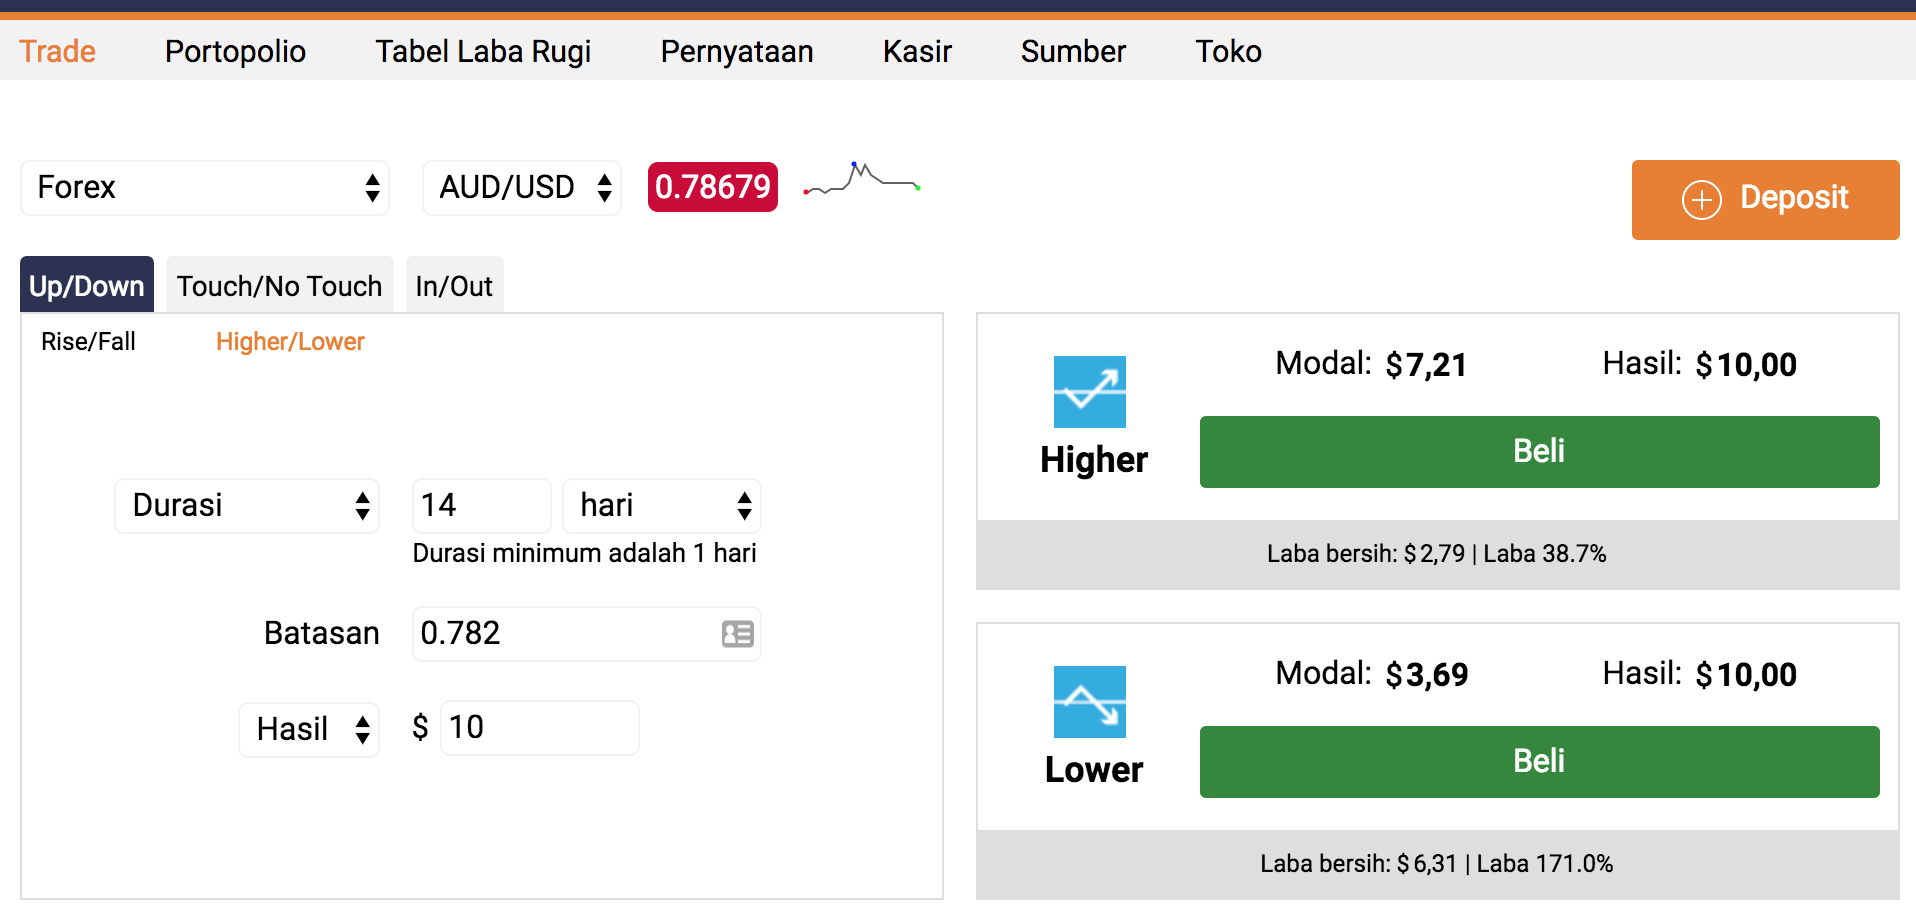 Trade Portopolio Tabel Laba Rugi Pernyataan Kasir Sumber Toko
Forex AUD/USD 0.78679
Deposit
Up/Down Touch/No Touch In/Out
Rise/Fall Higher/Lower
Durasi 14 hari
Durasi minimum adalah 1 hari
Batasan 0.782
Hasil $ 10
Modal: $7,21 Hasil: $10,00
Higher
Beli
Laba bersih: $2,79 | Laba 38.7%
Modal: $3,69 Hasil: $10,00
Lower
Beli
Laba bersih: $6,31 | Laba 171.0%